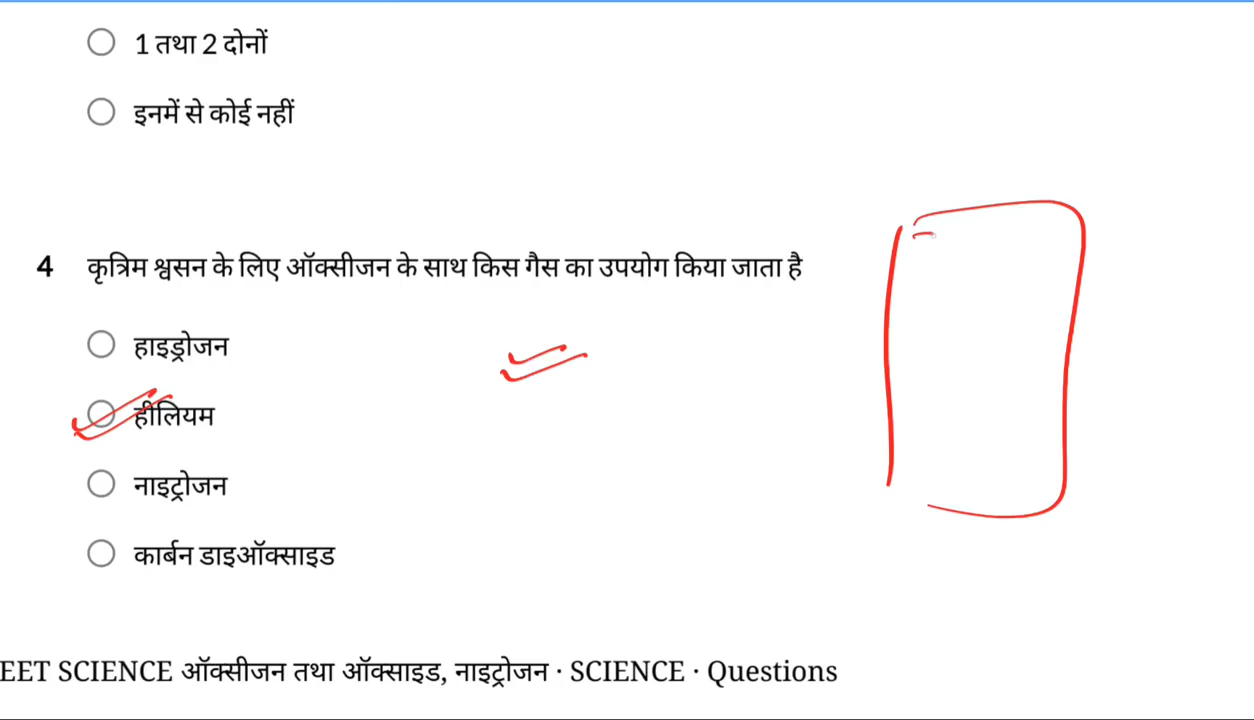 1 तथा 2 दोनों
इनमें से कोई नहीं
4 कृत्रिम श्वसन के लिए ऑक्सीजन के साथ किस गैस का उपयोग किया जाता है
हाइड्रोजन
हीलियम
नाइट्रोजन
कार्बन डाइऑक्साइड
EET SCIENCE ऑक्सीजन तथा ऑक्साइड, नाइट्रोजन · SCIENCE · Questions